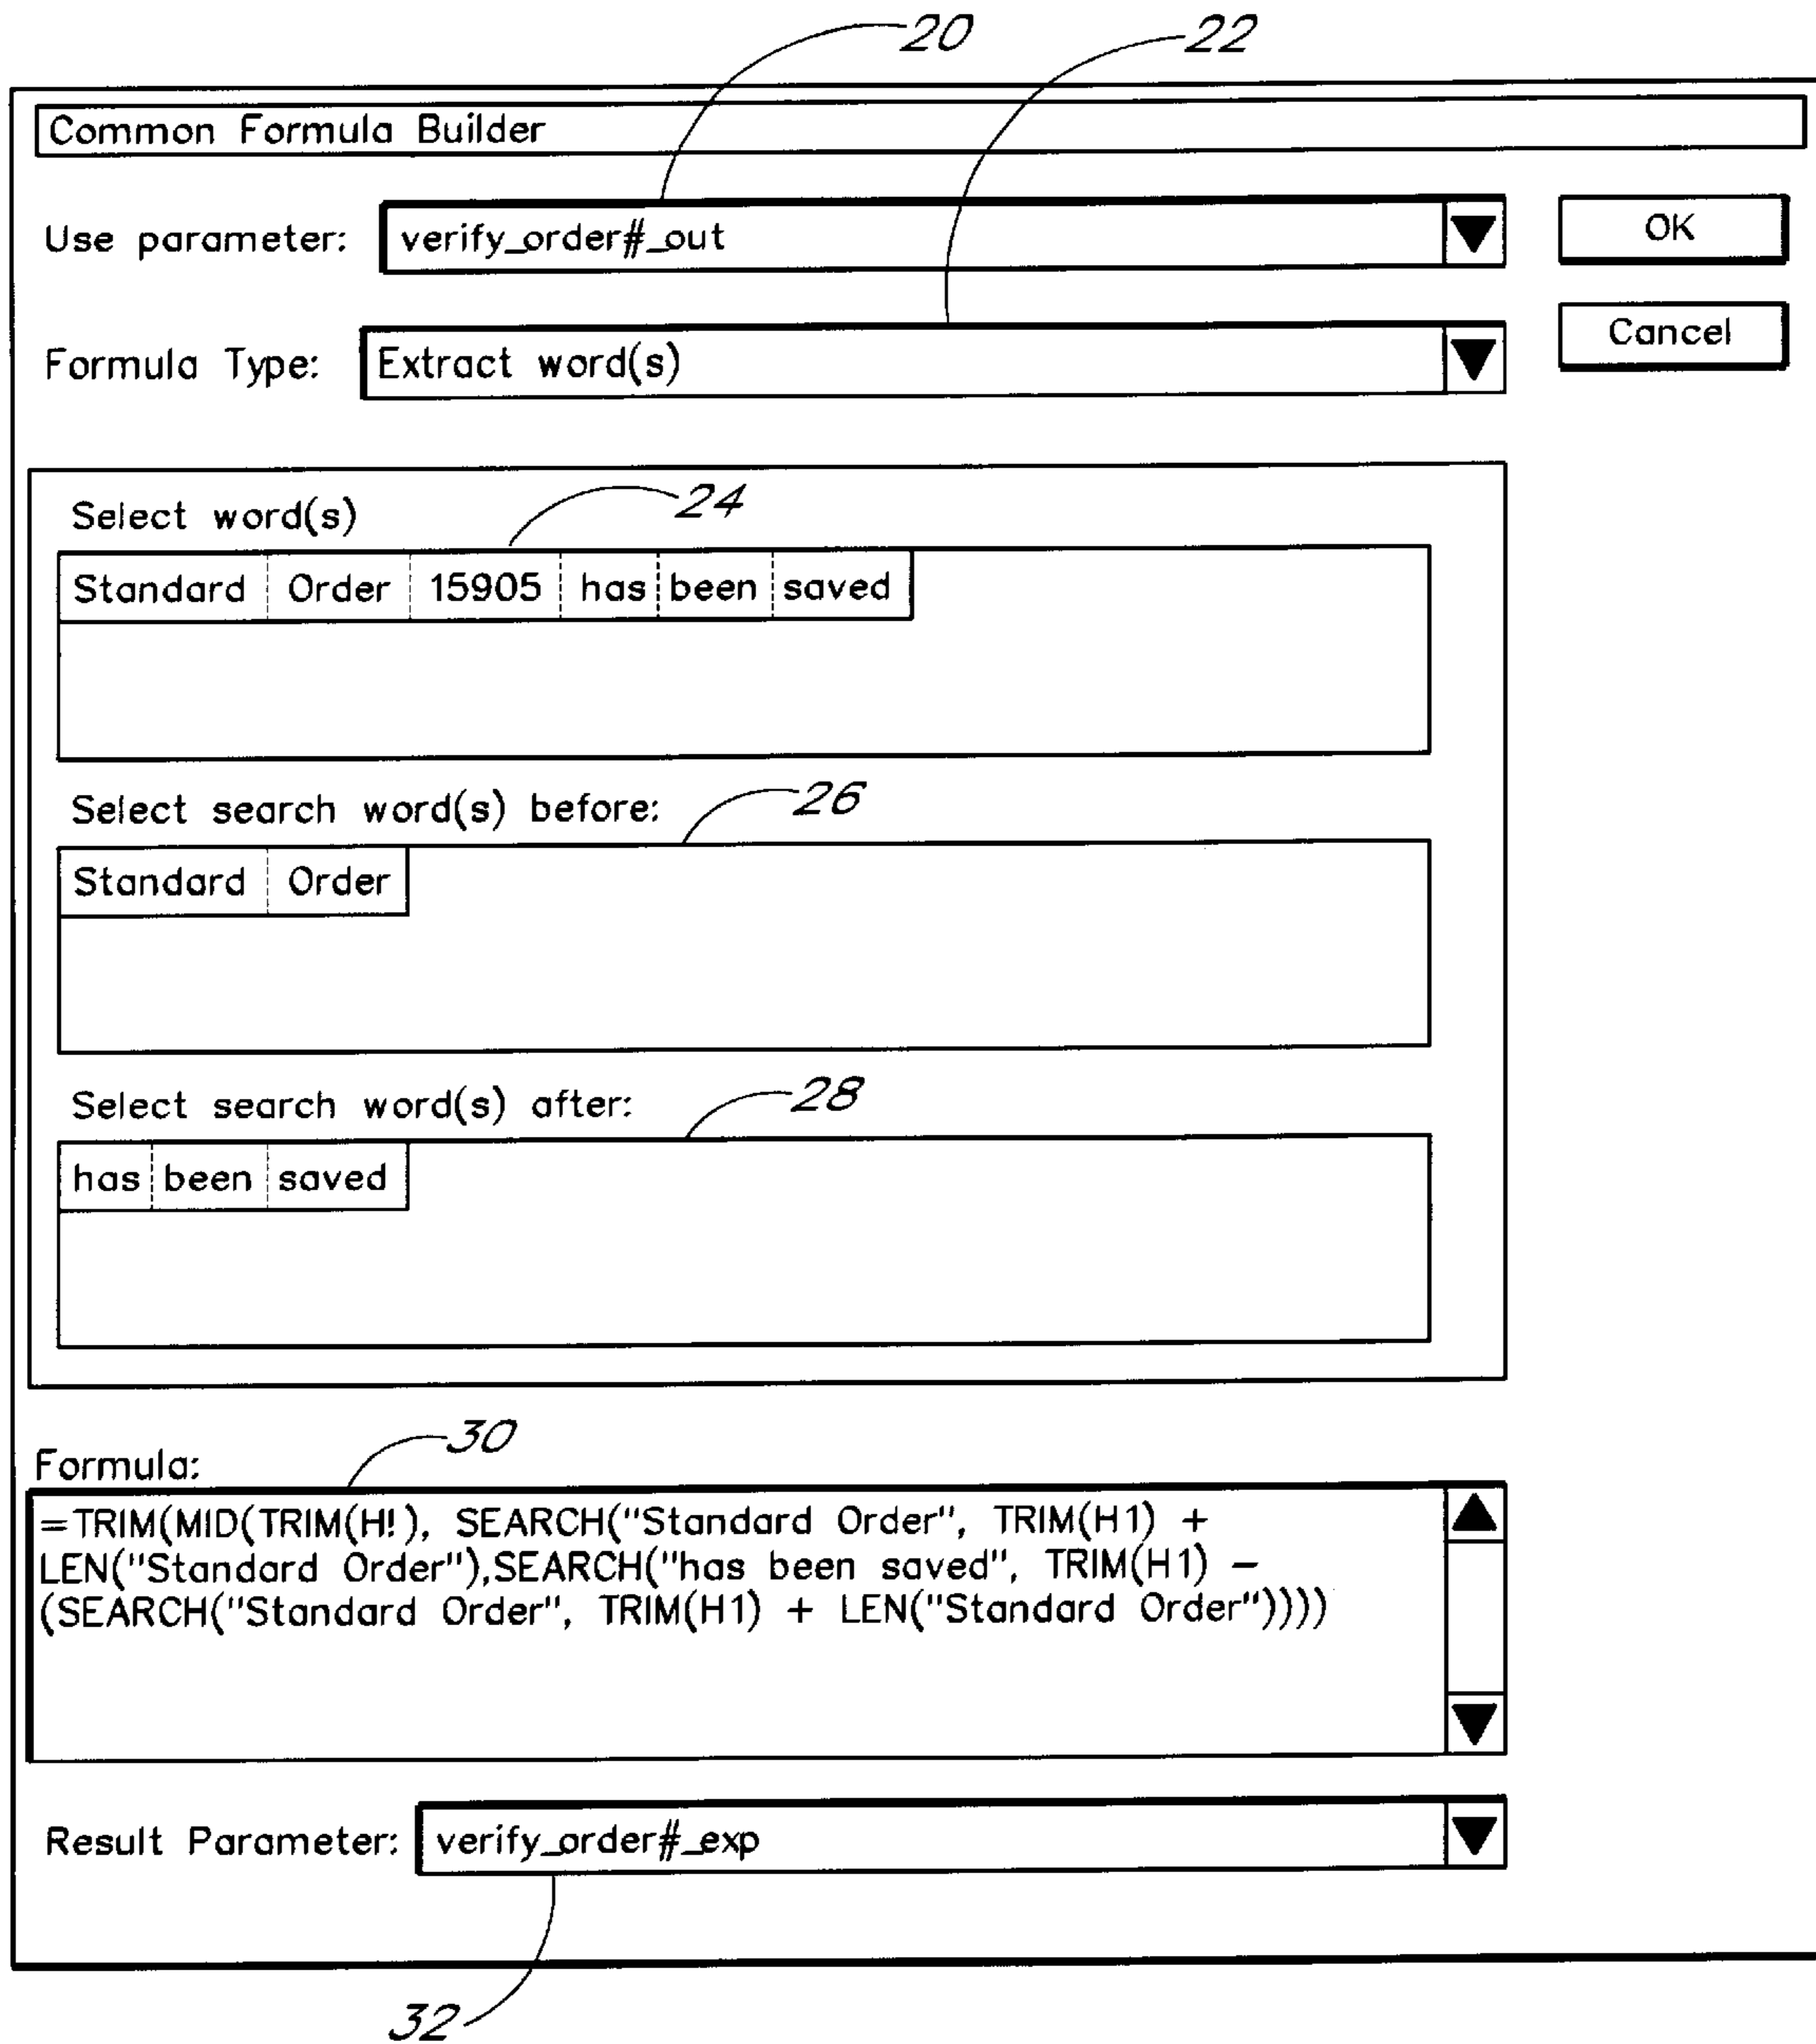 20 22
Common Formula Builder
Use parameter: verify_order#_out OK
Formula Type: Extract word(s) Cancel
Select word(s) 24
Standard Order 15905 has been saved
Select search word(s) before: 26
Standard Order
Select search word(s) after: 28
has been saved
30
Formula:
=TRIM(MID(TRIM(H!), SEARCH("Standard Order", TRIM(H1) +
LEN("Standard Order"),SEARCH("has been saved", TRIM(H1) –
(SEARCH("Standard Order", TRIM(H1) + LEN("Standard Order"))))
Result Parameter: verify_order#_exp
32